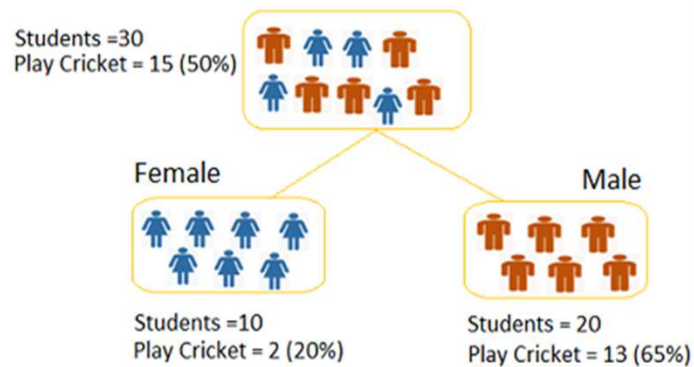 Students =30
Play Cricket = 15 (50%)
Female
Male
Students =10
Play Cricket = 2 (20%)
Students = 20
Play Cricket = 13 (65%)